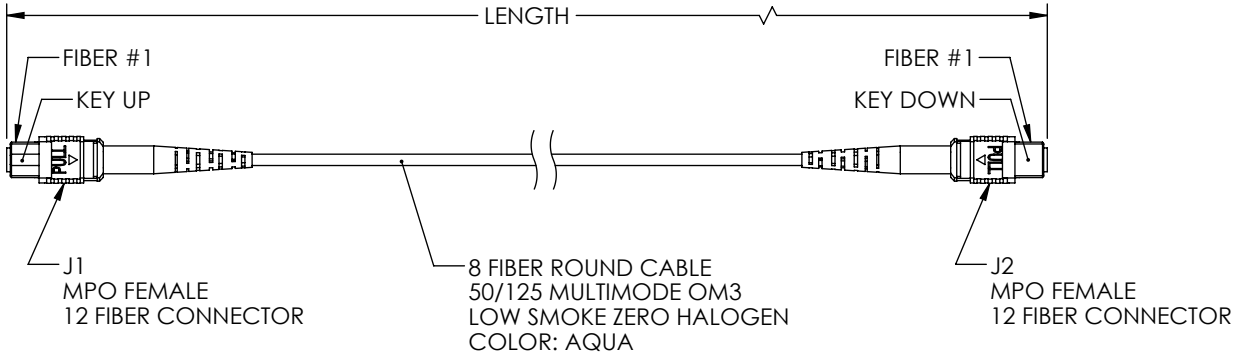 LENGTH
FIBER #1
FIBER #1
KEY UP
KEY DOWN
PULL
PULL
J1
MPO FEMALE
12 FIBER CONNECTOR
8 FIBER ROUND CABLE
50/125 MULTIMODE OM3
LOW SMOKE ZERO HALOGEN
COLOR: AQUA
J2
MPO FEMALE
12 FIBER CONNECTOR